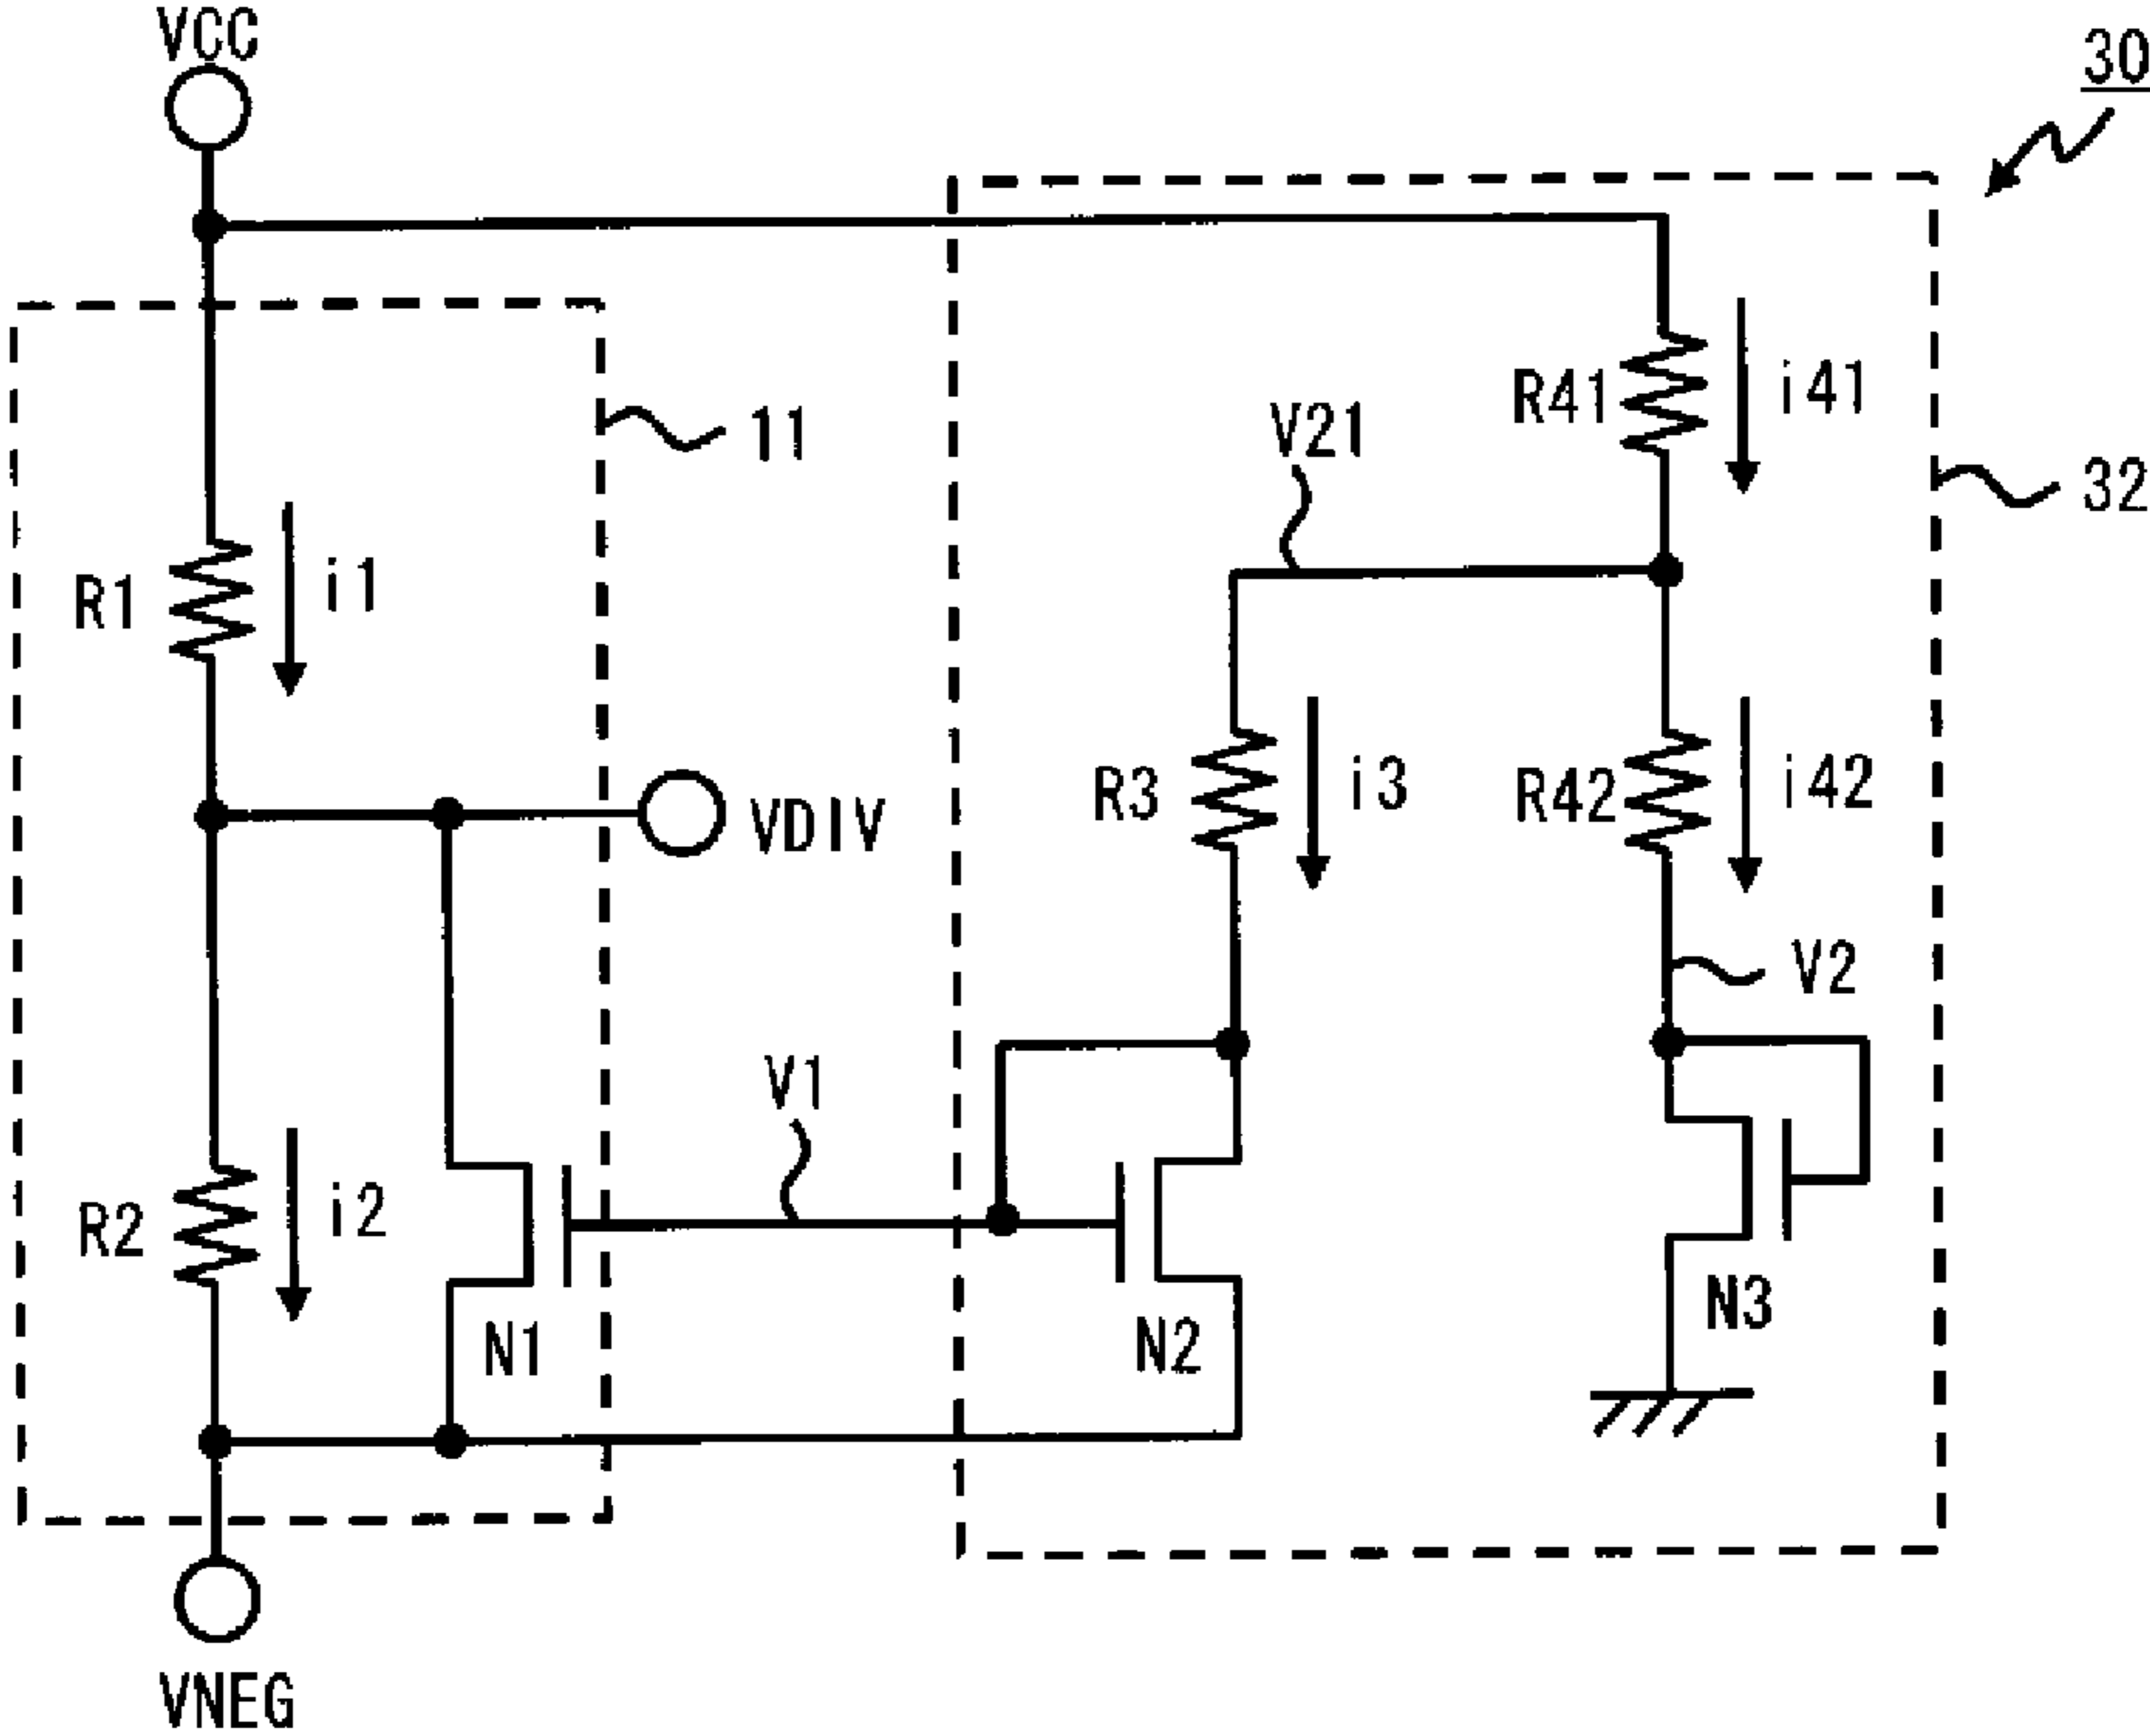 VCC
30
R41
i41
11
V21
32
R1
i1
R3
i3
R42
i42
VDIV
V2
V1
R2
i2
N1
N2
N3
VNEG